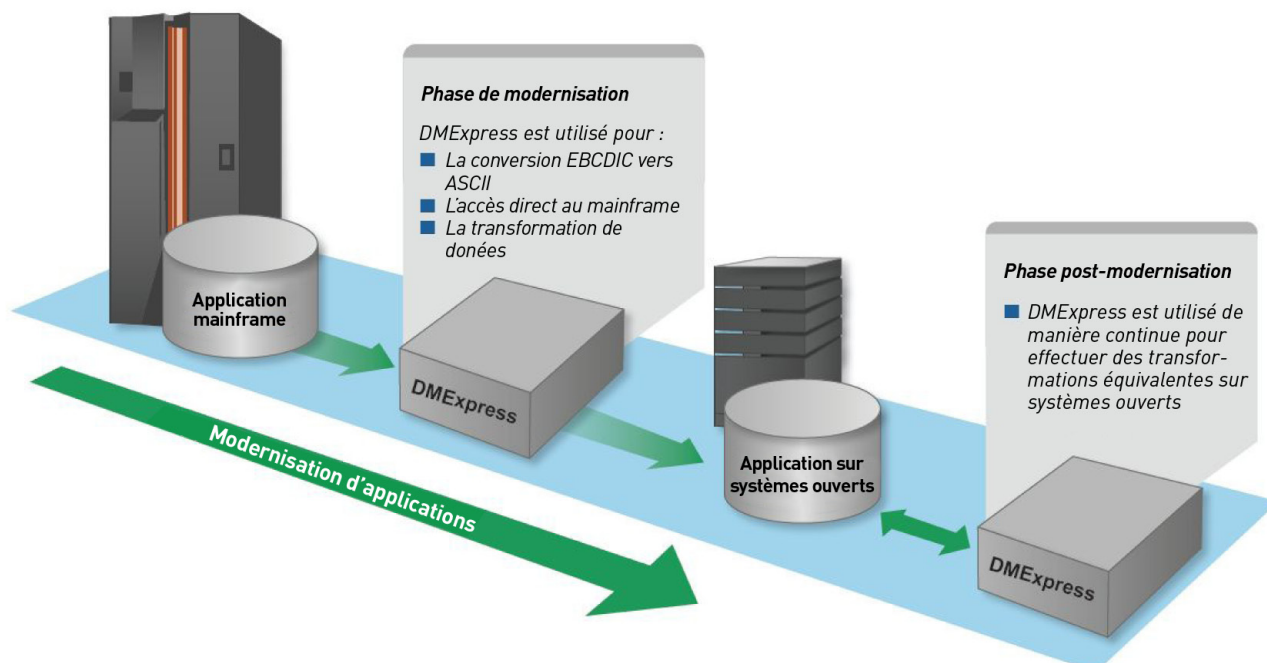 Phase de modernisation
DMExpress est utilisé pour :
La conversion EBCDIC vers
ASCII
L'accès direct au mainframe
La transformation de
donées
Application
mainframe
DMExpress
Modernisation d'applications
Application sur
systèmes ouverts
Phase post-modernisation
DMExpress est utilisé de
manière continue pour
effectuer des transfor-
mations équivalentes sur
systèmes ouverts
DMExpress